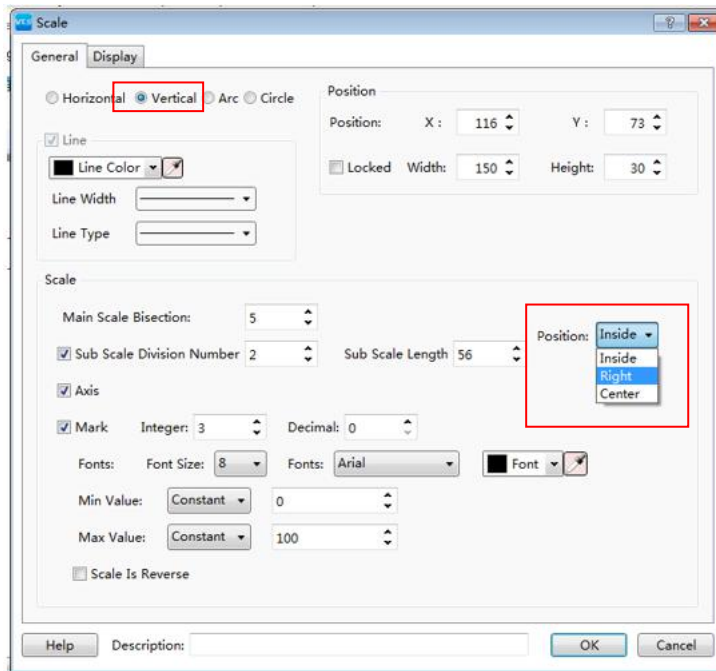 Scale
General Display
Horizontal Vertical Arc Circle
Position
Position: X : 116 Y : 73
Line
Locked Width: 150 Height: 30
Line Color
Line Width
Line Type
Scale
Main Scale Bisection: 5
Position: Inside
Sub Scale Division Number 2 Sub Scale Length 56
Inside
Right
Center
Axis
Mark Integer: 3 Decimal: 0
Fonts: Font Size: 8 Fonts: Arial Font
Min Value: Constant 0
Max Value: Constant 100
Scale Is Reverse
Help Description: OK Cancel